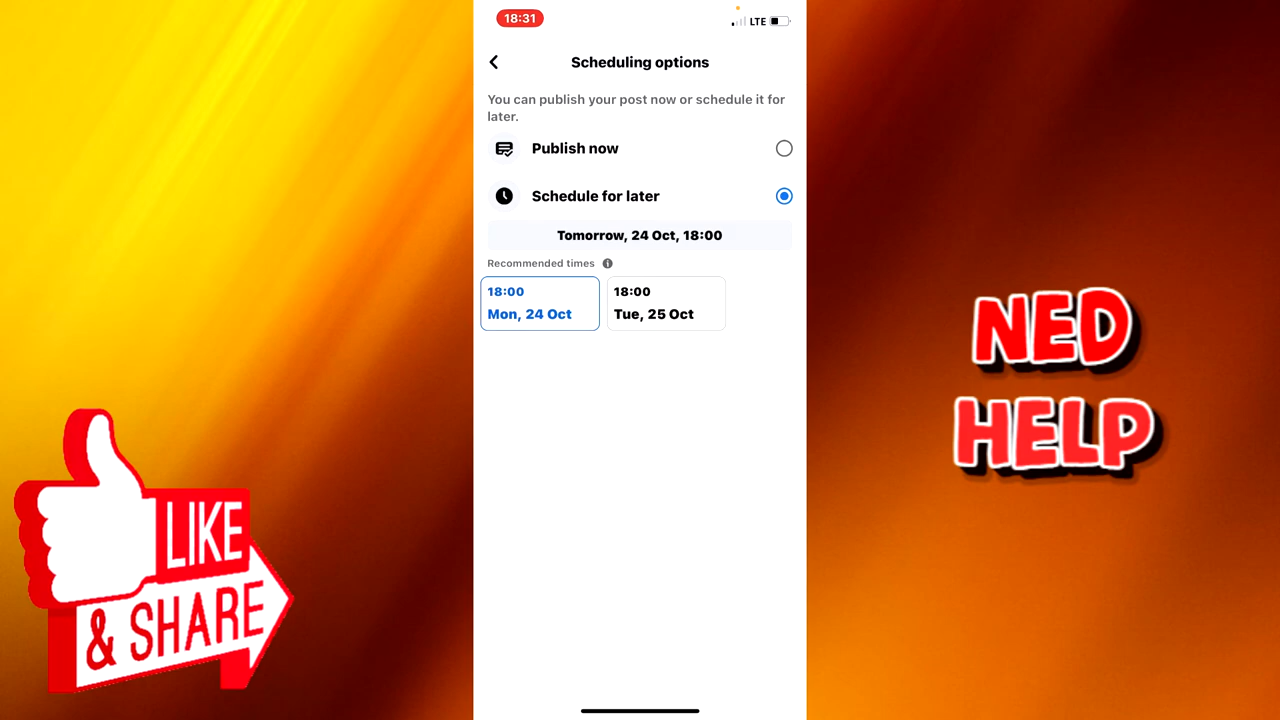 18:31
LTE
Scheduling options
You can publish your post now or schedule it for
later.
Publish now
Schedule for later
Tomorrow, 24 Oct, 18:00
Recommended times
18:00
Mon, 24 Oct
18:00
Tue, 25 Oct
LIKE
& SHARE
NED
HELP